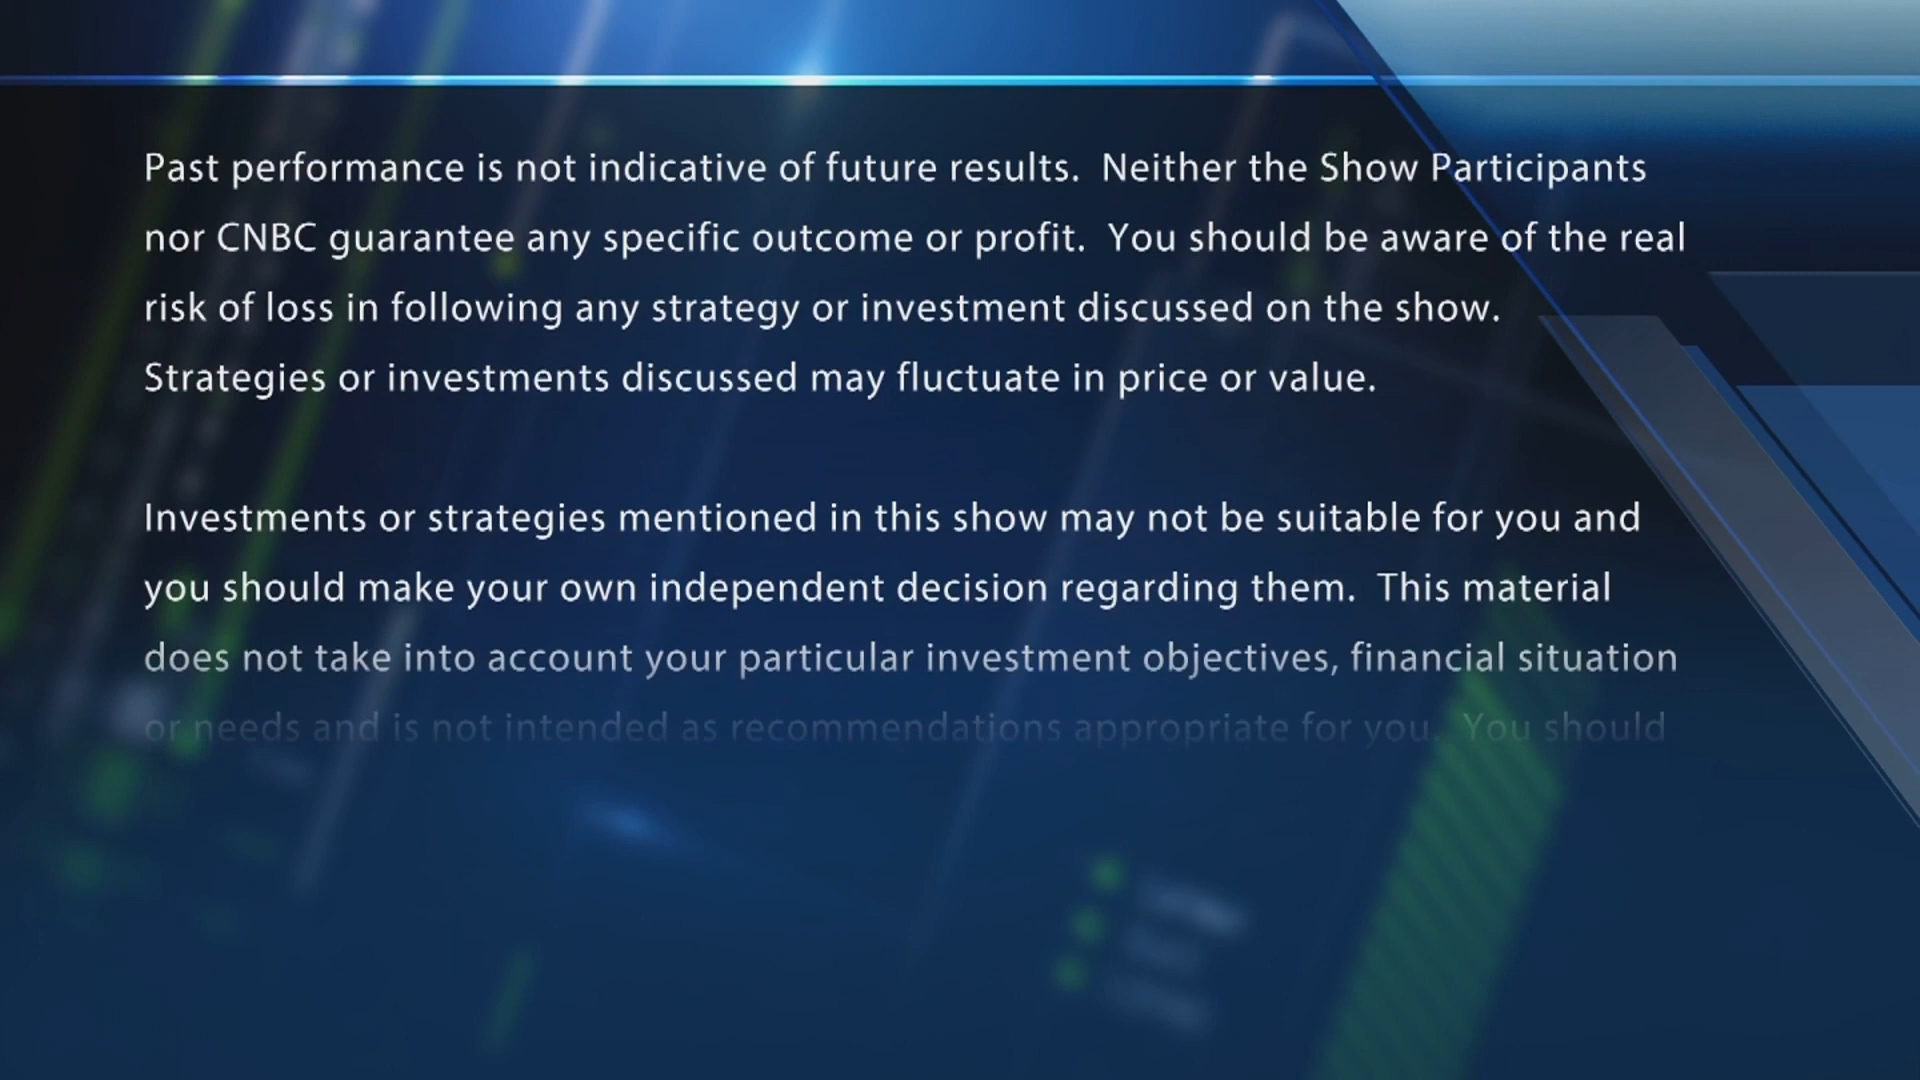 Past performance is not indicative of future results.  Neither the Show Participants
nor CNBC guarantee any specific outcome or profit.  You should be aware of the real
risk of loss in following any strategy or investment discussed on the show.
Strategies or investments discussed may fluctuate in price or value.
Investments or strategies mentioned in this show may not be suitable for you and
you should make your own independent decision regarding them.  This material
does not take into account your particular investment objectives, financial situation
or needs and is not intended as recommendations appropriate for you.  You should